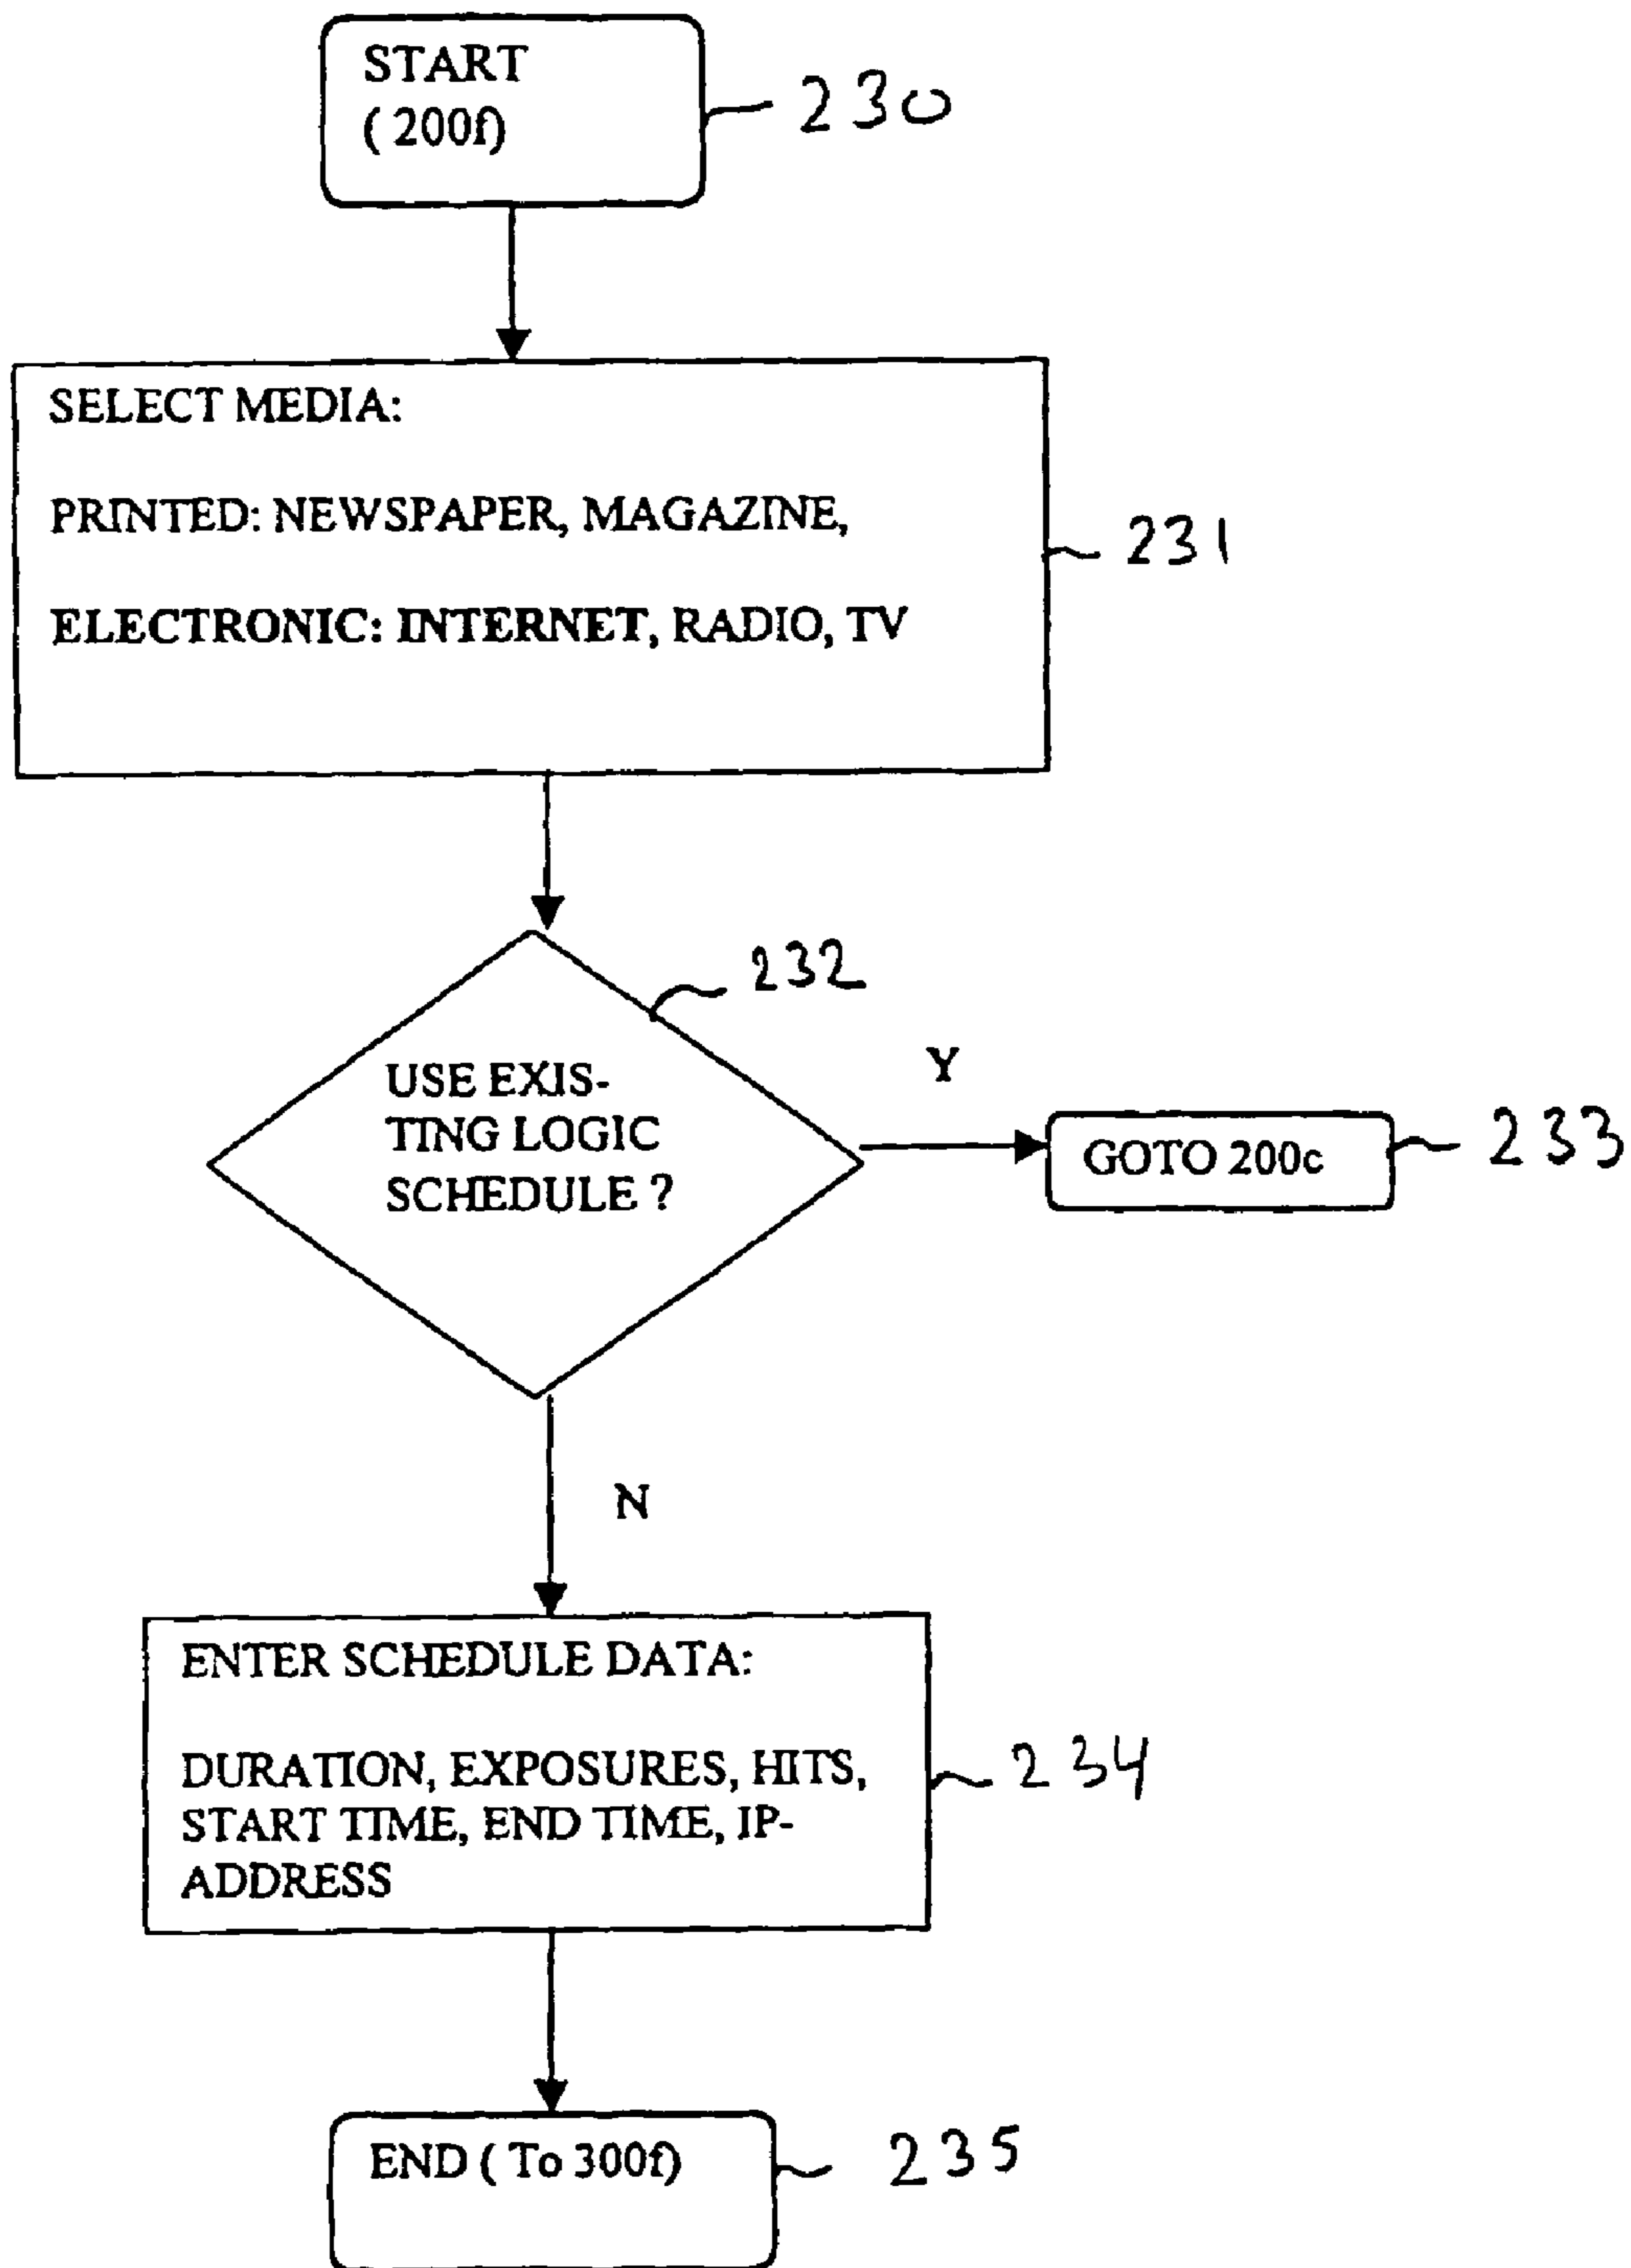 START
( 200f)
230
SELECT MEDIA:
PRINTED: NEWSPAPER, MAGAZINE,
231
ELECTRONIC: INTERNET, RADIO, TV
232
USE EXIS-
TING LOGIC
SCHEDULE ?
Y
GOTO 200c
233
N
ENTER SCHEDULE DATA:
DURATION, EXPOSURES, HITS,
START TIME, END TIME, IP-
ADDRESS
234
END ( To 300f)
235